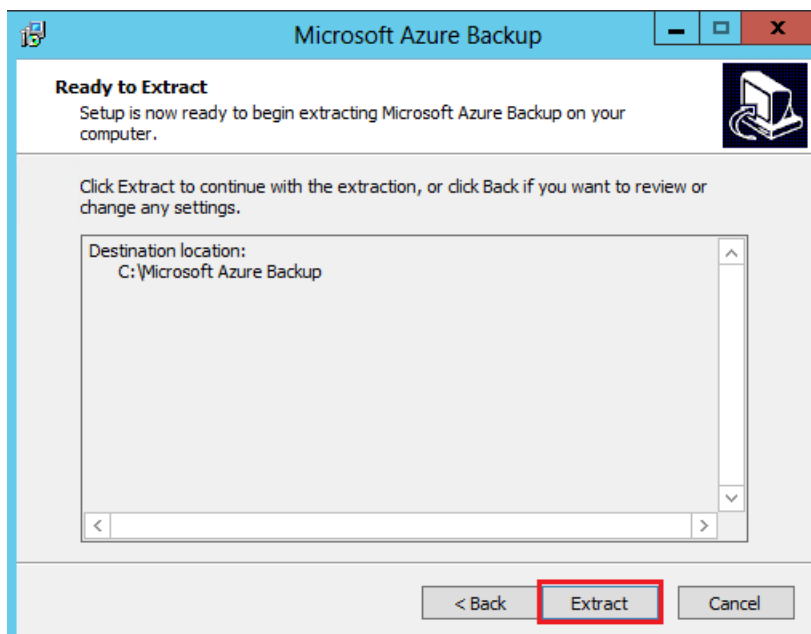 Microsoft Azure Backup
Ready to Extract
Setup is now ready to begin extracting Microsoft Azure Backup on your
computer.
Click Extract to continue with the extraction, or click Back if you want to review or
change any settings.
Destination location:
C:\Microsoft Azure Backup
< Back
Extract
Cancel